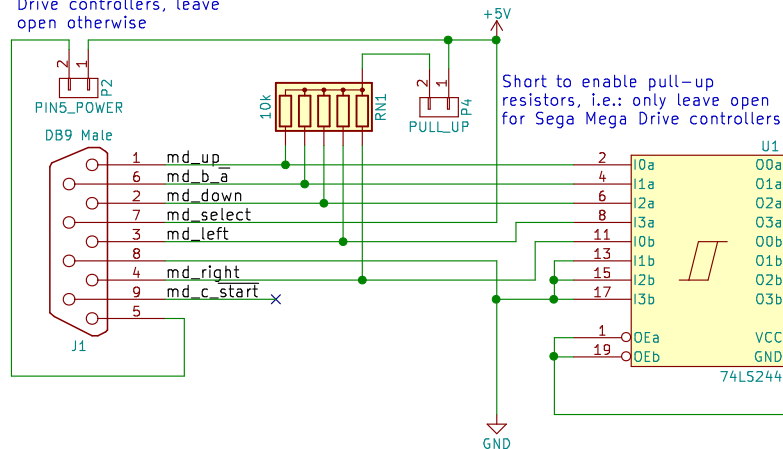 Drive controllers, leave
open otherwise
+5V
2
1
P2
PIN5_POWER
10k
RN1
2
1
P4
PULL_UP
Short to enable pull-up
resistors, i.e.: only leave open
for Sega Mega Drive controllers
DB9 Male
U1
1 md_up
6 md_b_a
2 md_down
7 md_select
3 md_left
8
4 md_right
9 md_c_start
5
J1
2 I0a O0a
4 I1a O1a
6 I2a O2a
8 I3a O3a
11 I0b O0b
13 I1b O1b
15 I2b O2b
17 I3b O3b
1 OEa VCC
19 OEb GND
74LS244
GND